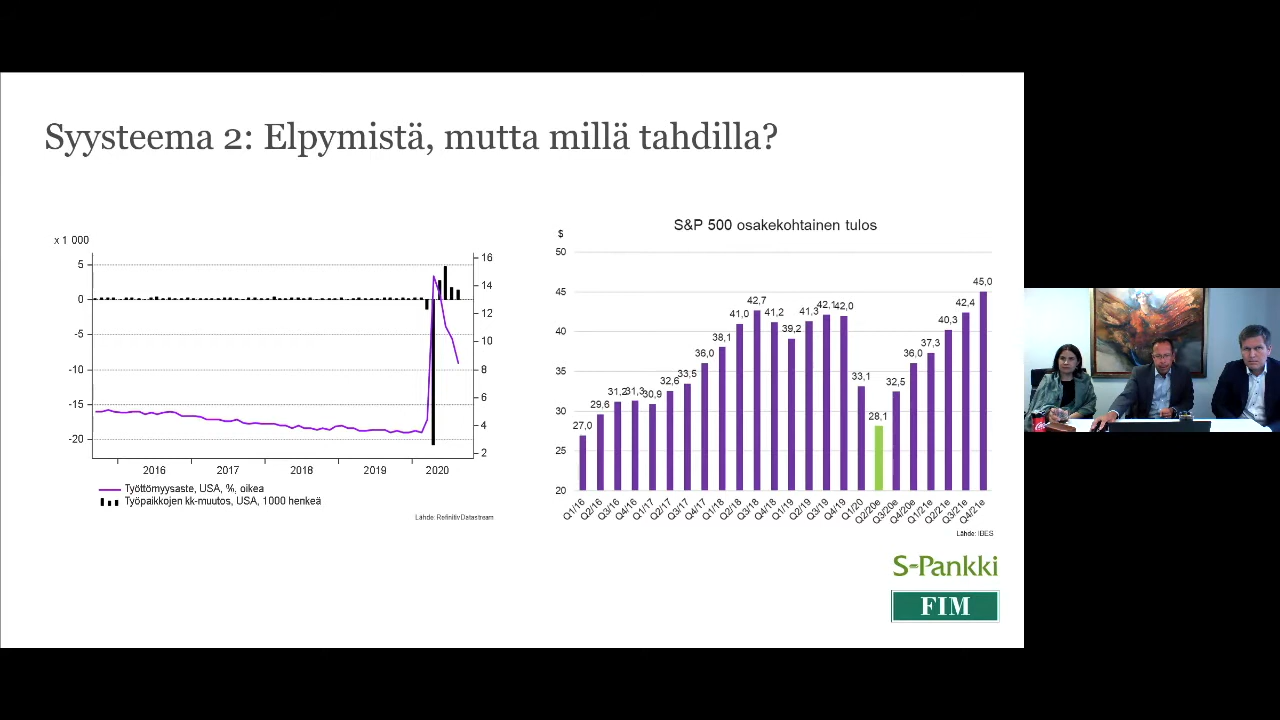 Syysteema 2: Elpymistä, mutta millä tahdilla?
x 1 000
5
0
-5
-10
-15
-20
16
14
12
10
8
6
4
2
2016
2017
2018
2019
2020
Työttömyysaste, USA, %, oikea
Työpaikkojen kk-muutos, USA, 1000 henkeä
Lähde: Refinitiv Datastream
S&P 500 osakekohtainen tulos
$
50
45
40
35
30
25
20
27,0
29,6
31,2
31,3
30,9
32,6
33,5
36,0
38,1
41,0
42,7
41,2
39,2
41,3
42,1
42,0
33,1
28,1
32,5
36,0
37,3
40,3
42,4
45,0
Q1/16
Q2/16
Q3/16
Q4/16
Q1/17
Q2/17
Q3/17
Q4/17
Q1/18
Q2/18
Q3/18
Q4/18
Q1/19
Q2/19
Q3/19
Q4/19
Q1/20
Q2/20e
Q3/20e
Q4/20e
Q1/21e
Q2/21e
Q3/21e
Q4/21e
Lähde: IBES
S-Pankki
FIM